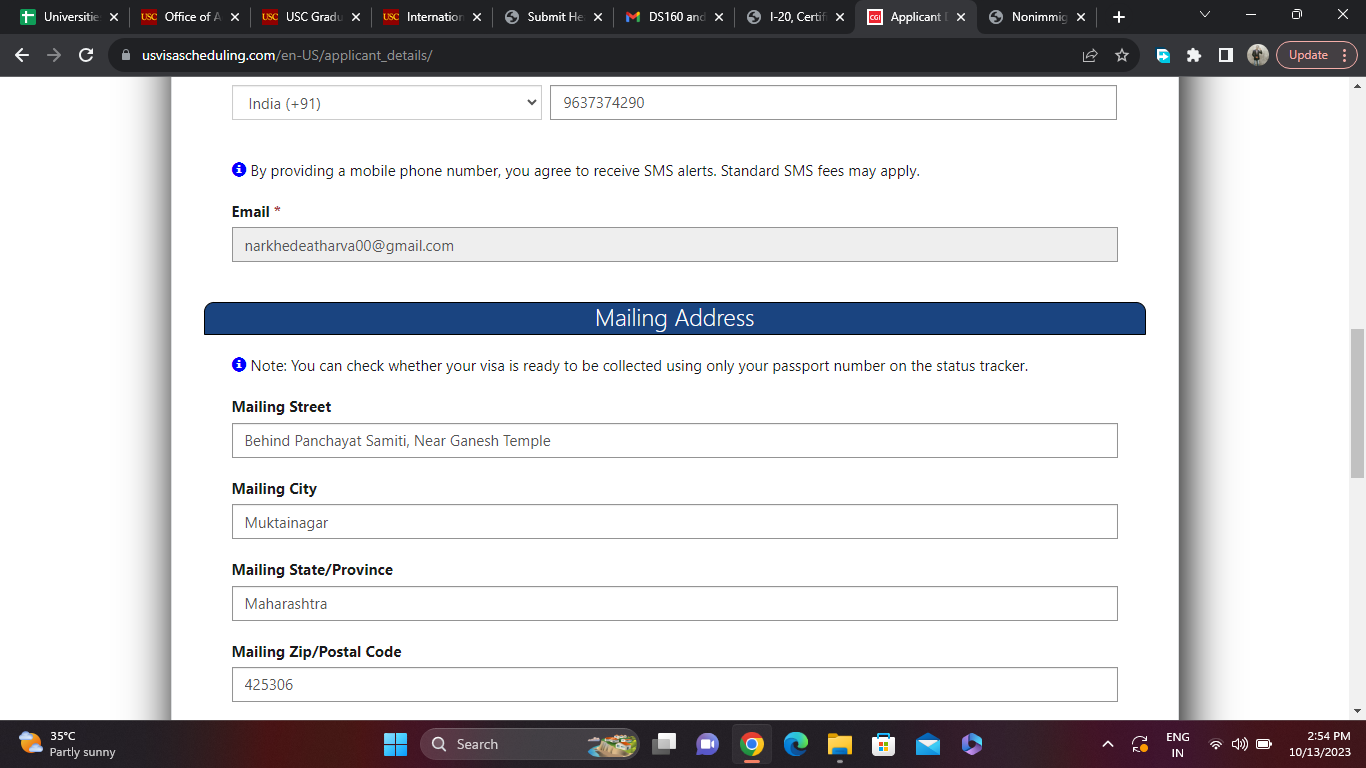 Universitie
USC Office of A
USC USC Gradu
USC Internation
Submit He
DS160 and
I-20, Certif
CGI Applicant D
Nonimmig
usvisascheduling.com/en-US/applicant_details/
Update
India (+91)
9637374290
By providing a mobile phone number, you agree to receive SMS alerts. Standard SMS fees may apply.
Email *
narkhedeatharva00@gmail.com
Mailing Address
Note: You can check whether your visa is ready to be collected using only your passport number on the status tracker.
Mailing Street
Behind Panchayat Samiti, Near Ganesh Temple
Mailing City
Muktainagar
Mailing State/Province
Maharashtra
Mailing Zip/Postal Code
425306
35°C
Partly sunny
Search
ENG
IN
2:54 PM
10/13/2023